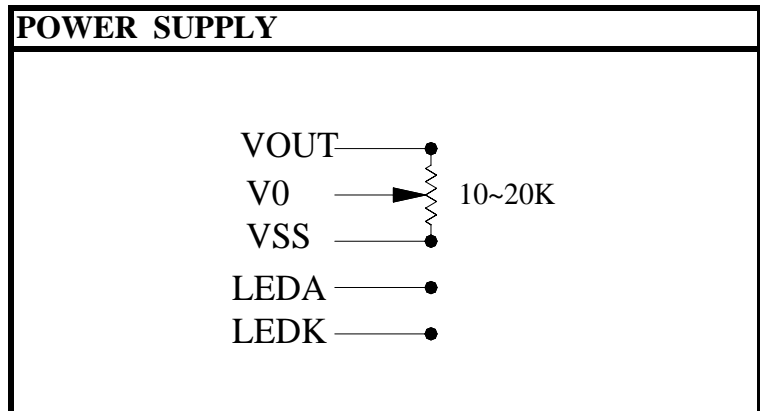 POWER SUPPLY
VOUT
V0
10~20K
VSS
LEDA
LEDK